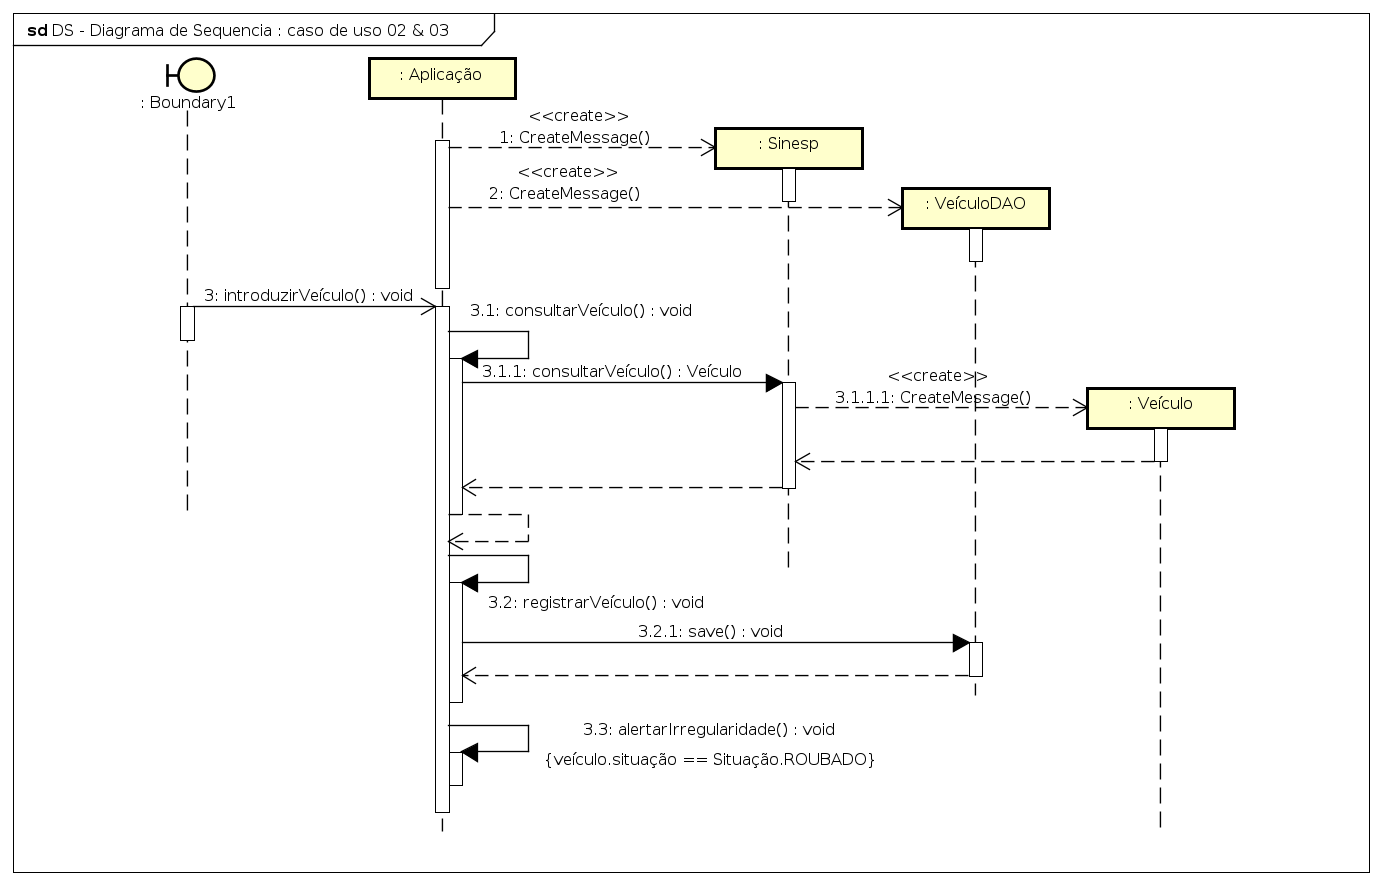 sd DS - Diagrama de Sequencia : caso de uso 02 & 03
: Boundary1
: Aplicação
<<create>>
1: CreateMessage()
: Sinesp
<<create>>
2: CreateMessage()
: VeículoDAO
3: introduzirVeículo() : void
3.1: consultarVeículo() : void
3.1.1: consultarVeículo() : Veículo
<<create>>
3.1.1.1: CreateMessage()
: Veículo
3.2: registrarVeículo() : void
3.2.1: save() : void
3.3: alertarIrregularidade() : void
{veículo.situação == Situação.ROUBADO}